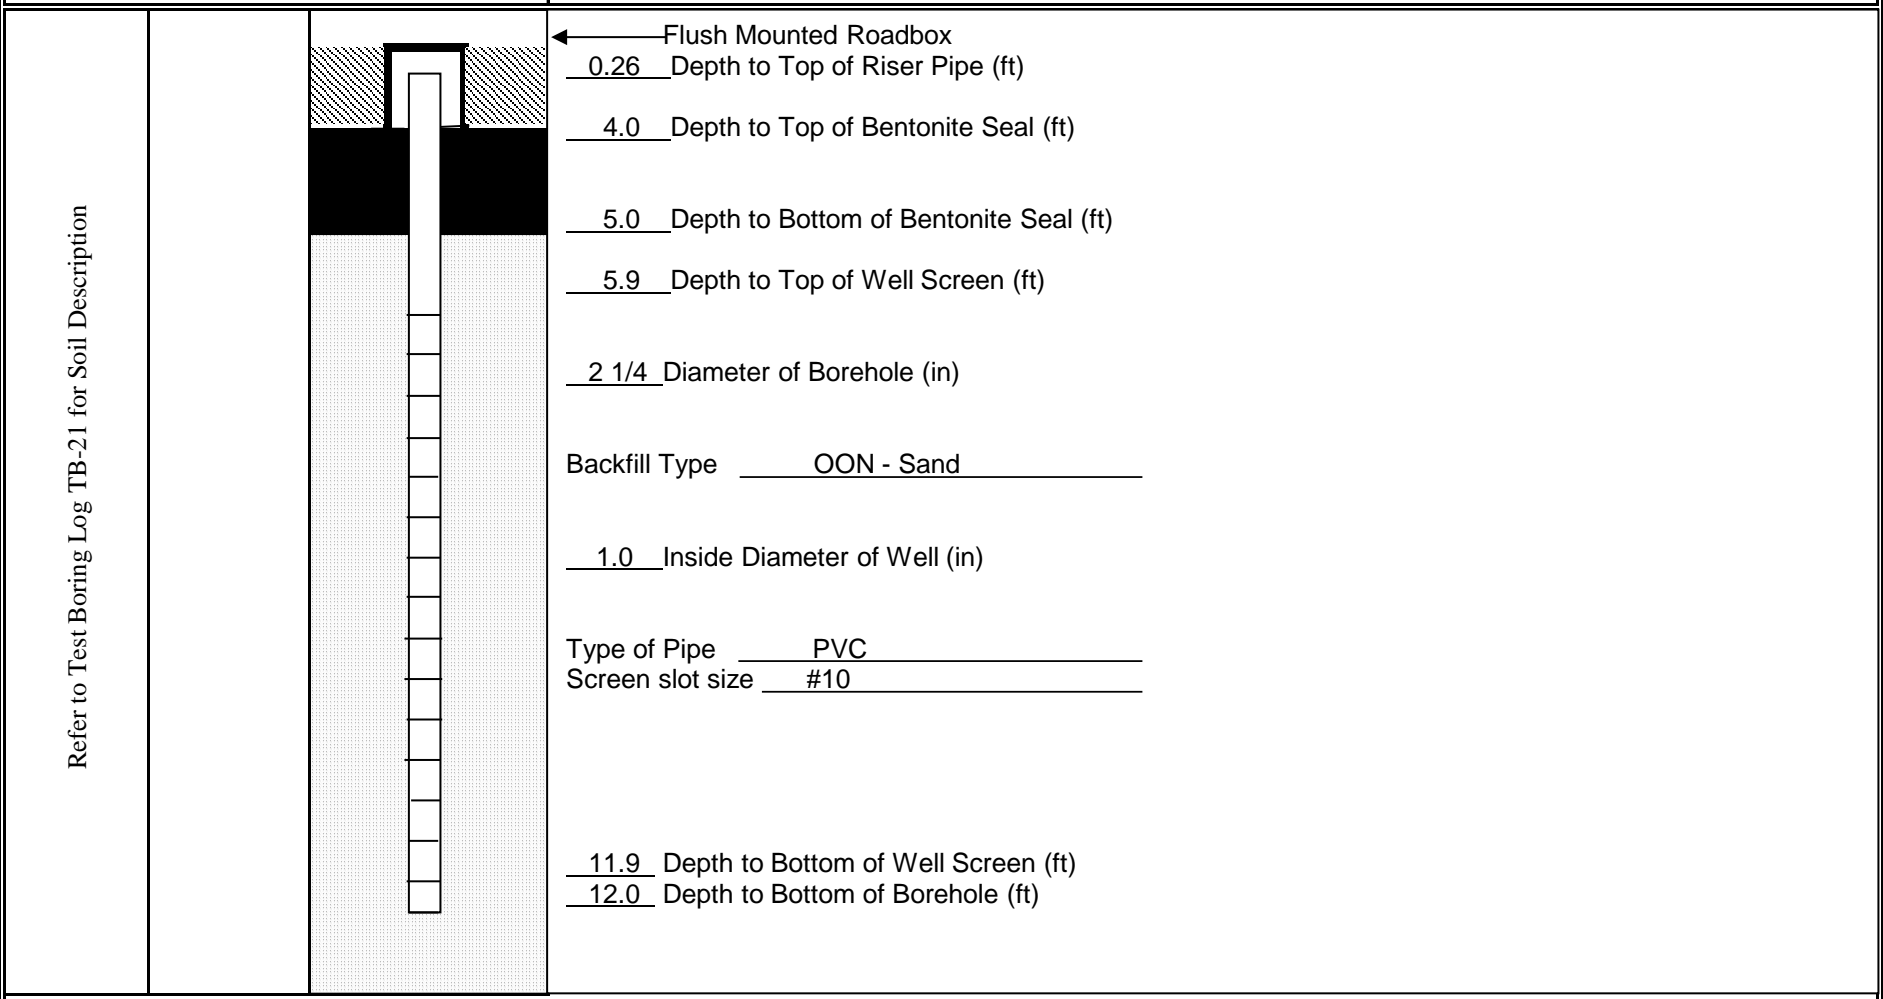 Refer to Test Boring Log TB-21 for Soil Description
Flush Mounted Roadbox
0.26 Depth to Top of Riser Pipe (ft)
4.0 Depth to Top of Bentonite Seal (ft)
5.0 Depth to Bottom of Bentonite Seal (ft)
5.9 Depth to Top of Well Screen (ft)
2 1/4 Diameter of Borehole (in)
Backfill Type OON - Sand
1.0 Inside Diameter of Well (in)
Type of Pipe PVC
Screen slot size #10
11.9 Depth to Bottom of Well Screen (ft)
12.0 Depth to Bottom of Borehole (ft)